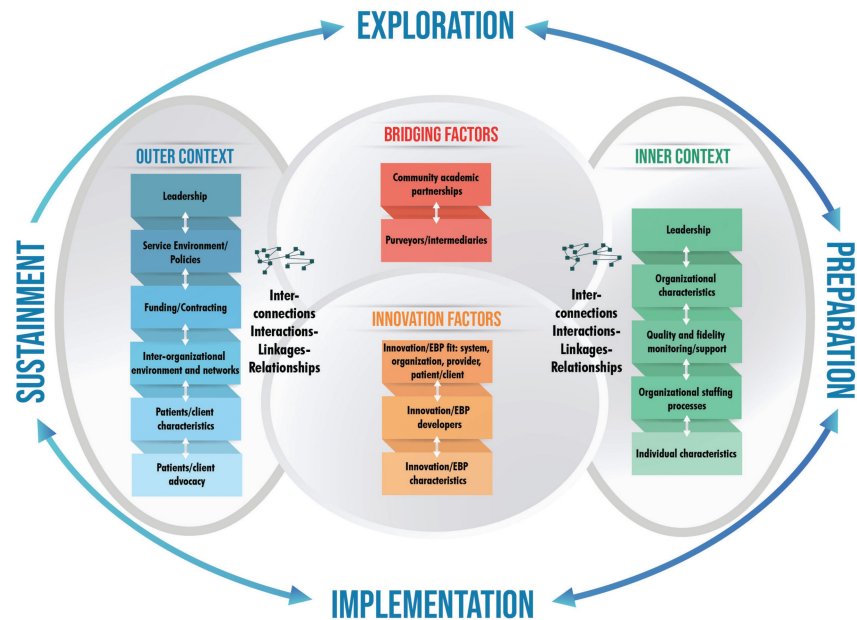 EXPLORATION
BRIDGING FACTORS
Community academic
partnerships
Purveyors/intermediaries
OUTER CONTEXT
Leadership
Service Environment/
Policies
Funding/Contracting
Inter-organizational
environment and networks
Patients/client
characteristics
Patients/client
advocacy
Inter-
connections
Interactions-
Linkages-
Relationships
INNOVATION FACTORS
Innovation/EBP fit: system,
organization, provider,
patient/client
Innovation/EBP
developers
Innovation/EBP
characteristics
Inter-
connections
Interactions-
Linkages-
Relationships
INNER CONTEXT
Leadership
Organizational
characteristics
Quality and fidelity
monitoring/support
Organizational staffing
processes
Individual characteristics
SUSTAINMENT
PREPARATION
IMPLEMENTATION